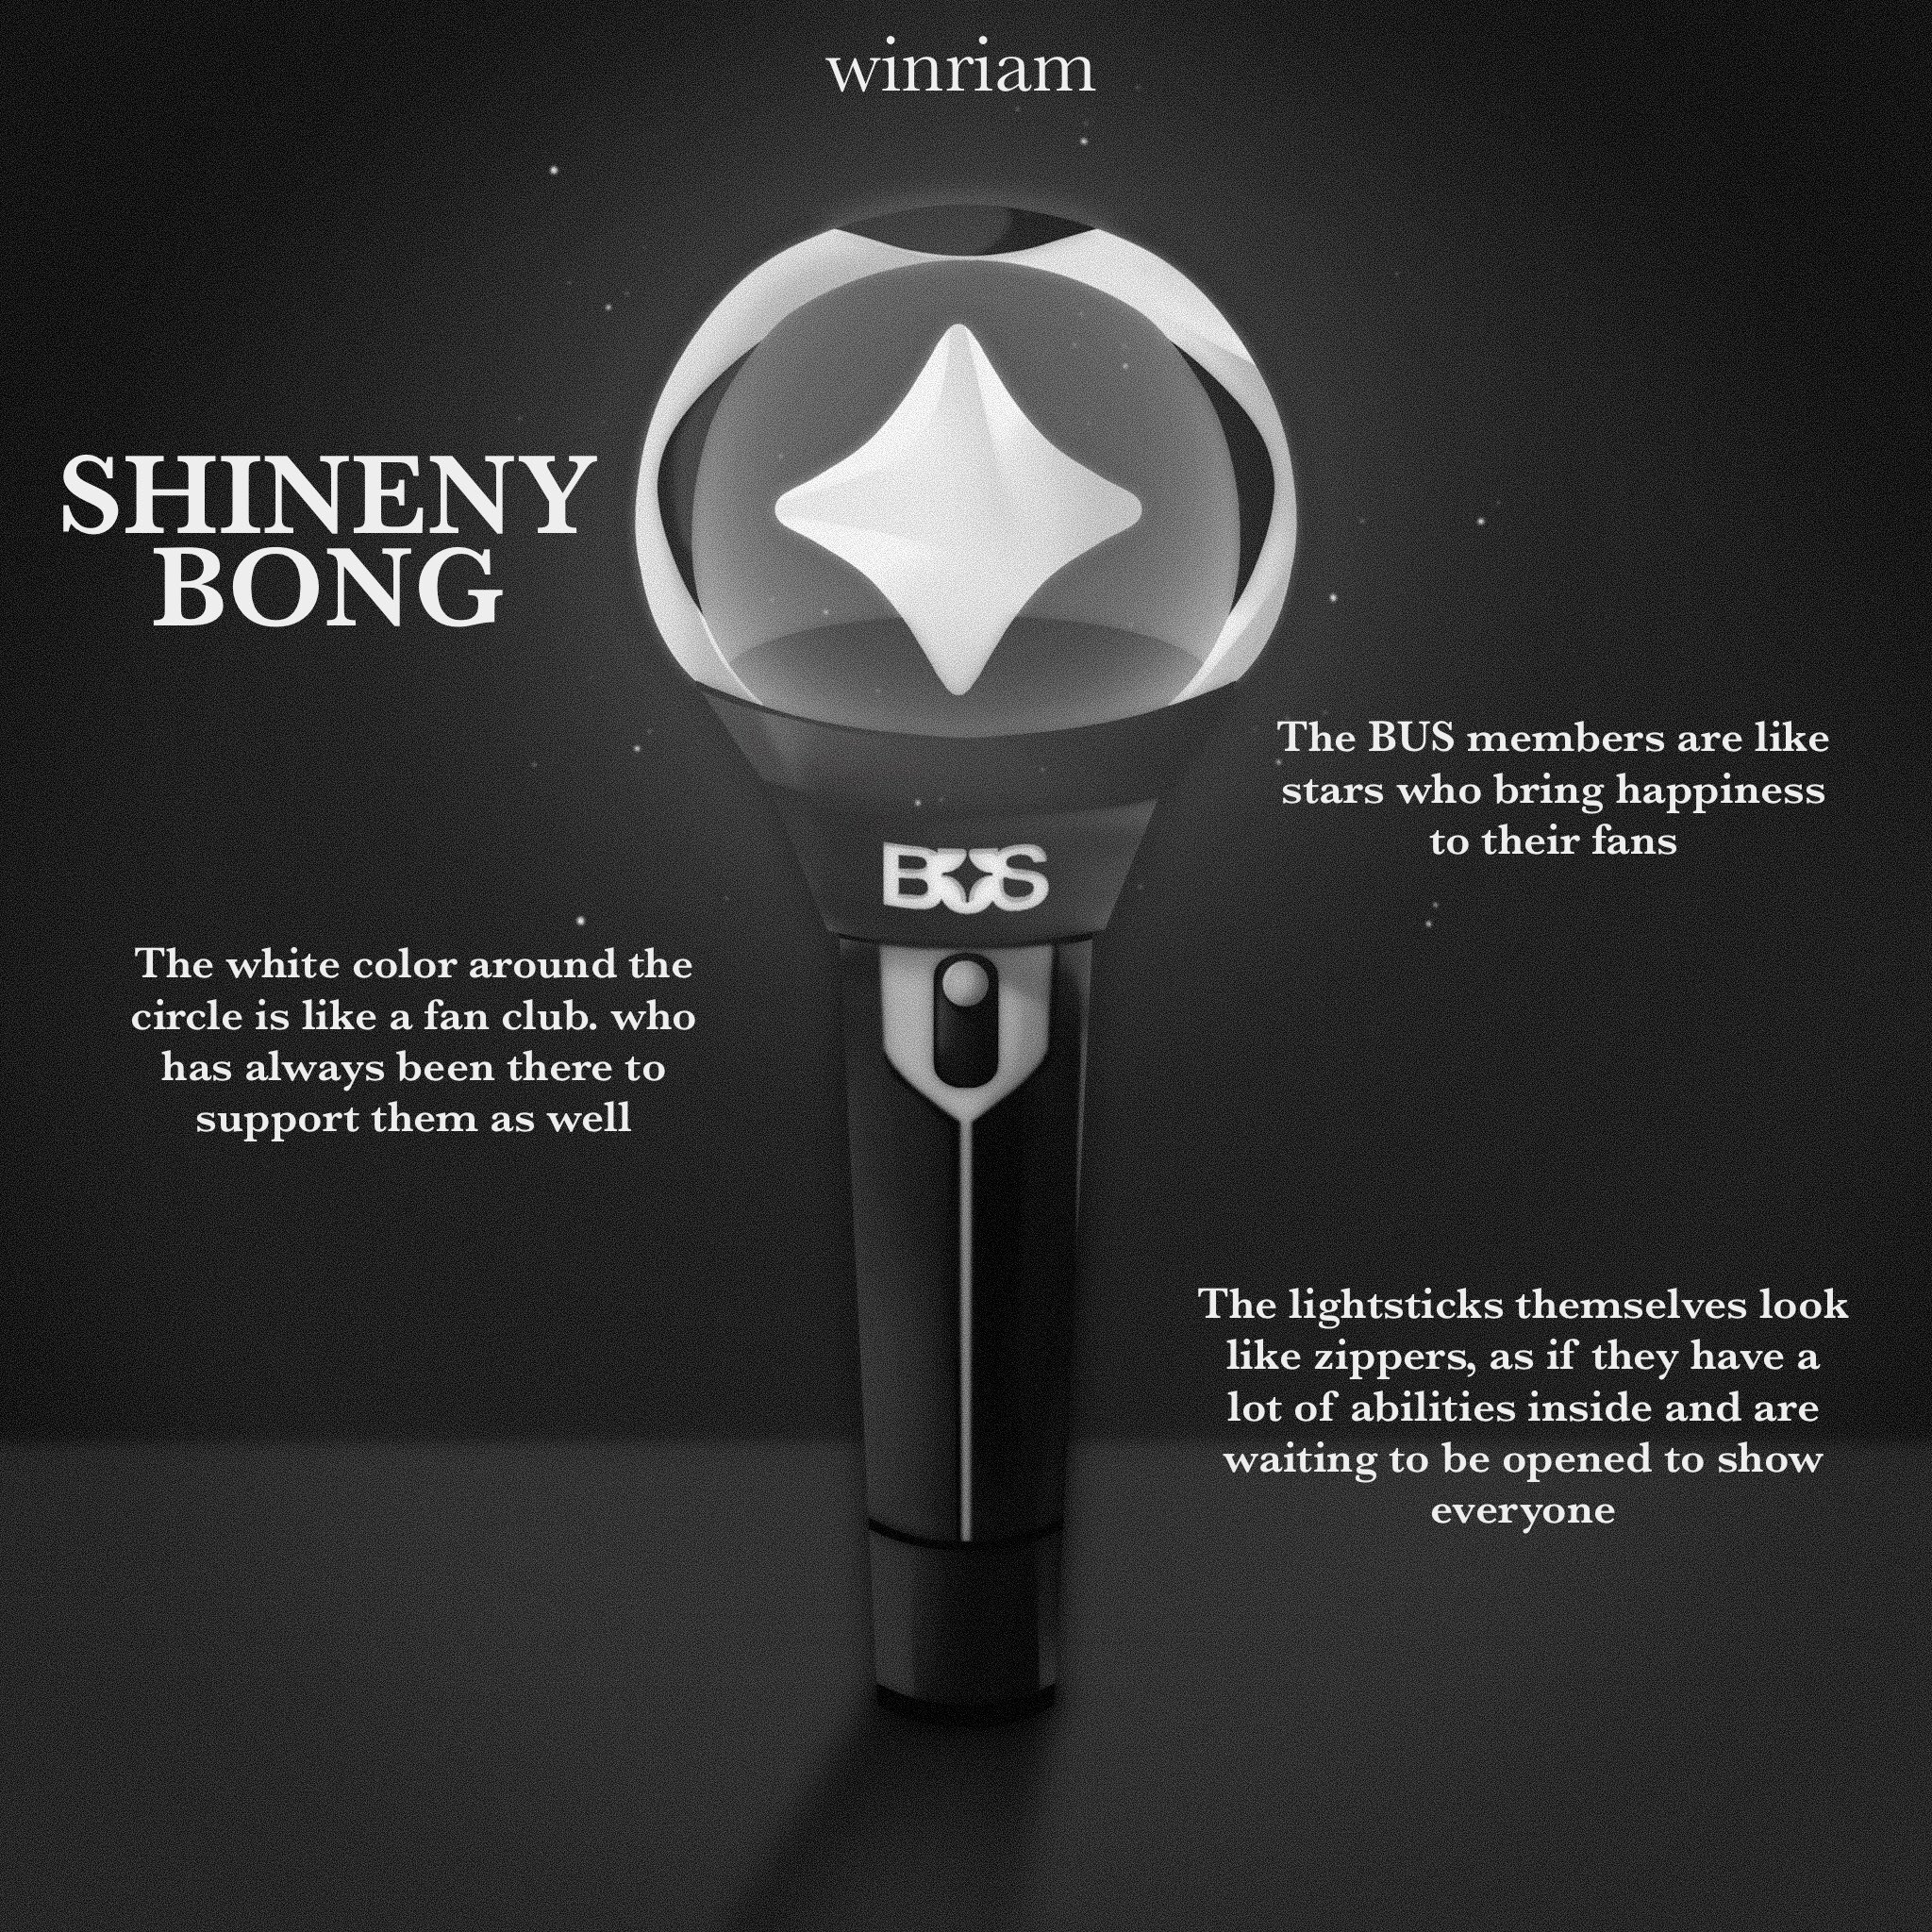 winriam
SHINENY
BONG
The BUS members are like
stars who bring happiness
to their fans
BUS
The white color around the
circle is like a fan club. who
has always been there to
support them as well
The lightsticks themselves look
like zippers, as if they have a
lot of abilities inside and are
waiting to be opened to show
everyone